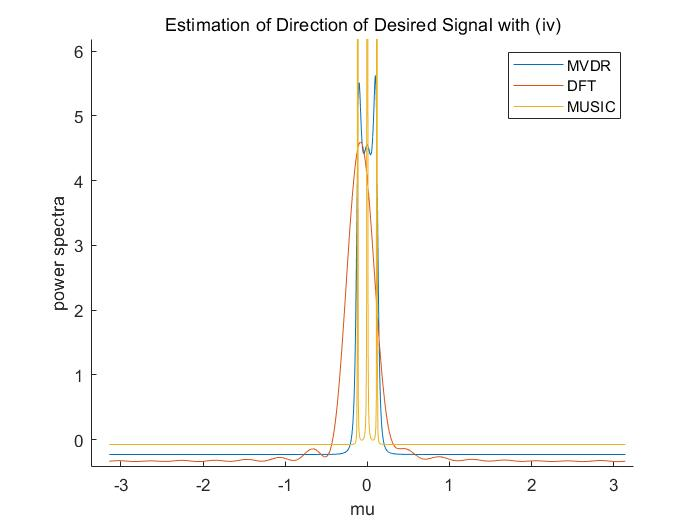 Estimation of Direction of Desired Signal with (iv)
6
5
4
3
2
1
0
power spectra
MVDR
DFT
MUSIC
-3 -2 -1 0 1 2 3
mu